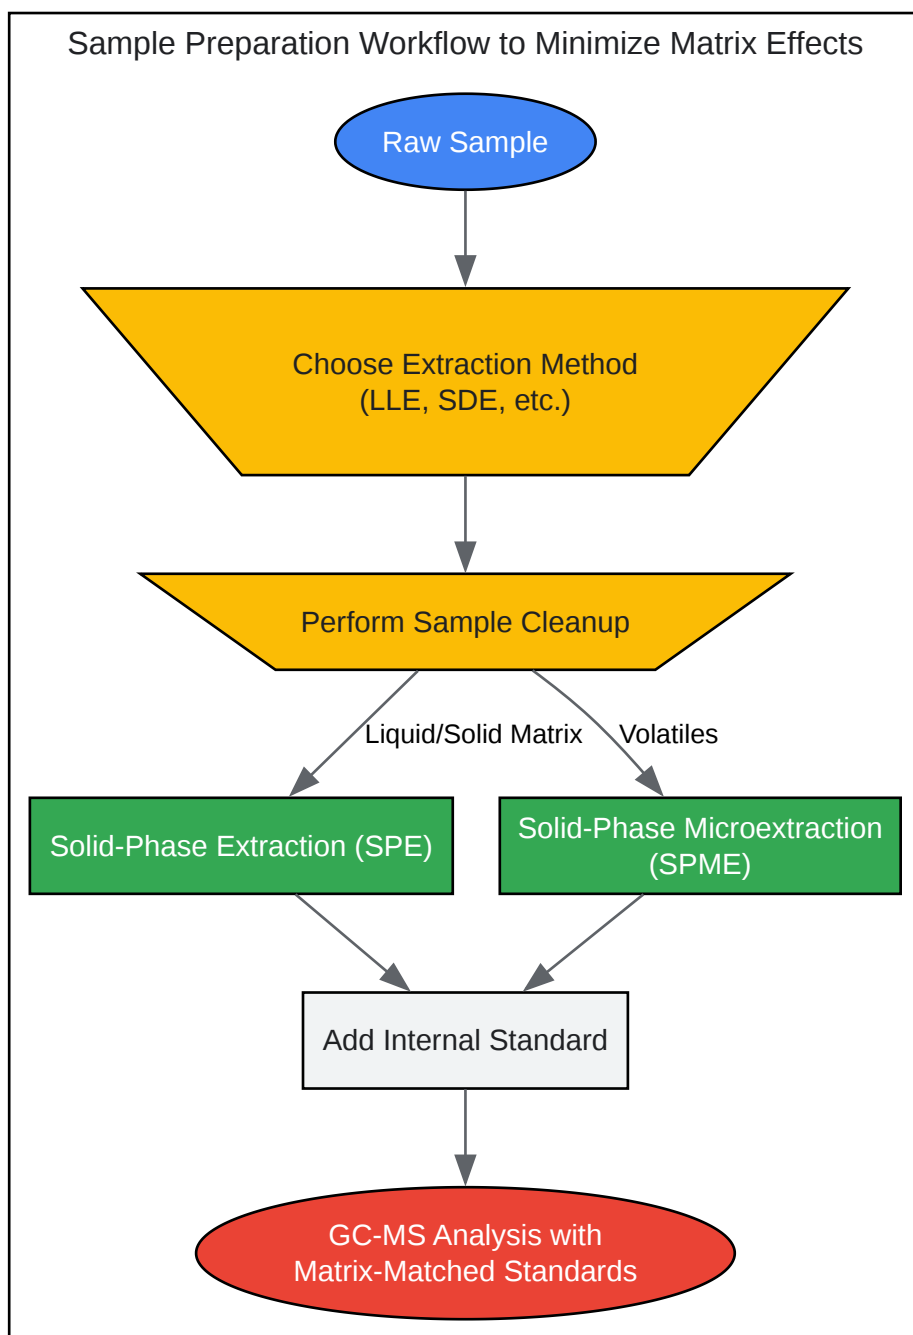 Sample Preparation Workflow to Minimize Matrix Effects
Raw Sample
Choose Extraction Method
(LLE, SDE, etc.)
Perform Sample Cleanup
Liquid/Solid Matrix
Volatiles
Solid-Phase Extraction (SPE)
Solid-Phase Microextraction
(SPME)
Add Internal Standard
GC-MS Analysis with
Matrix-Matched Standards